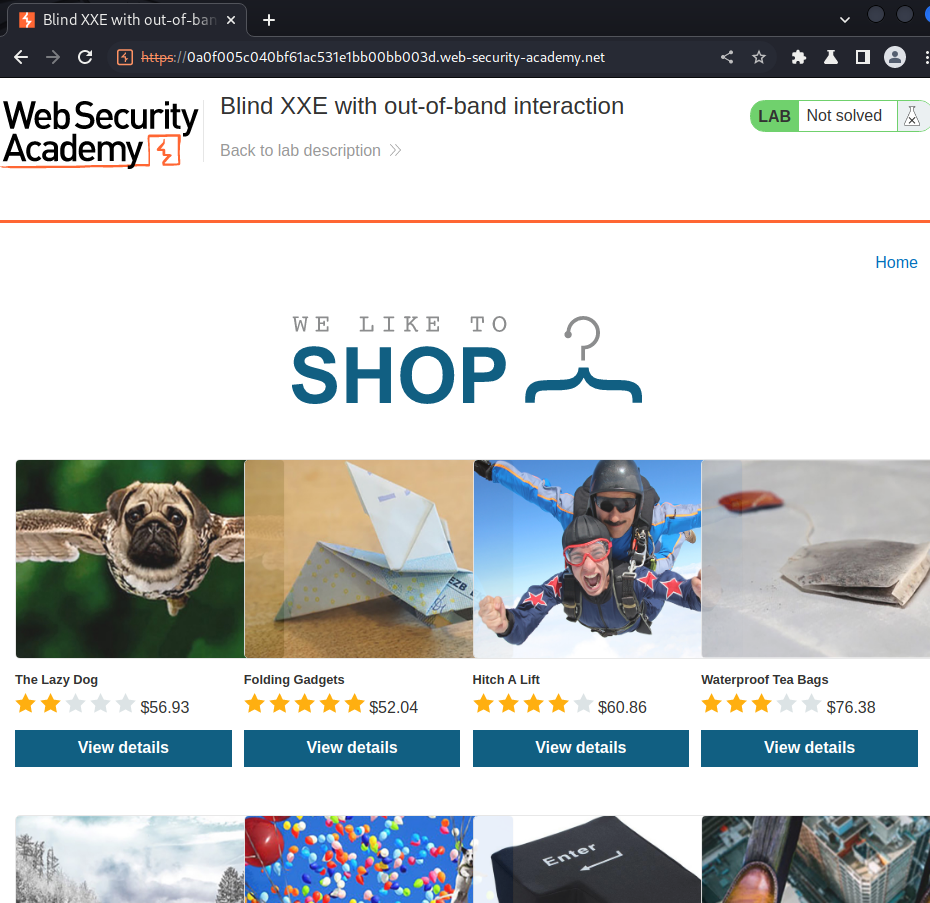 Blind XXE with out-of-ban
https://0a0f005c040bf61ac531e1bb00bb003d.web-security-academy.net
Web Security
Academy
Blind XXE with out-of-band interaction
Back to lab description
LAB Not solved
Home
WE LIKE TO
SHOP
EZB
The Lazy Dog
$56.93
View details
Folding Gadgets
$52.04
View details
Hitch A Lift
$60.86
View details
Waterproof Tea Bags
$76.38
View details
Enter